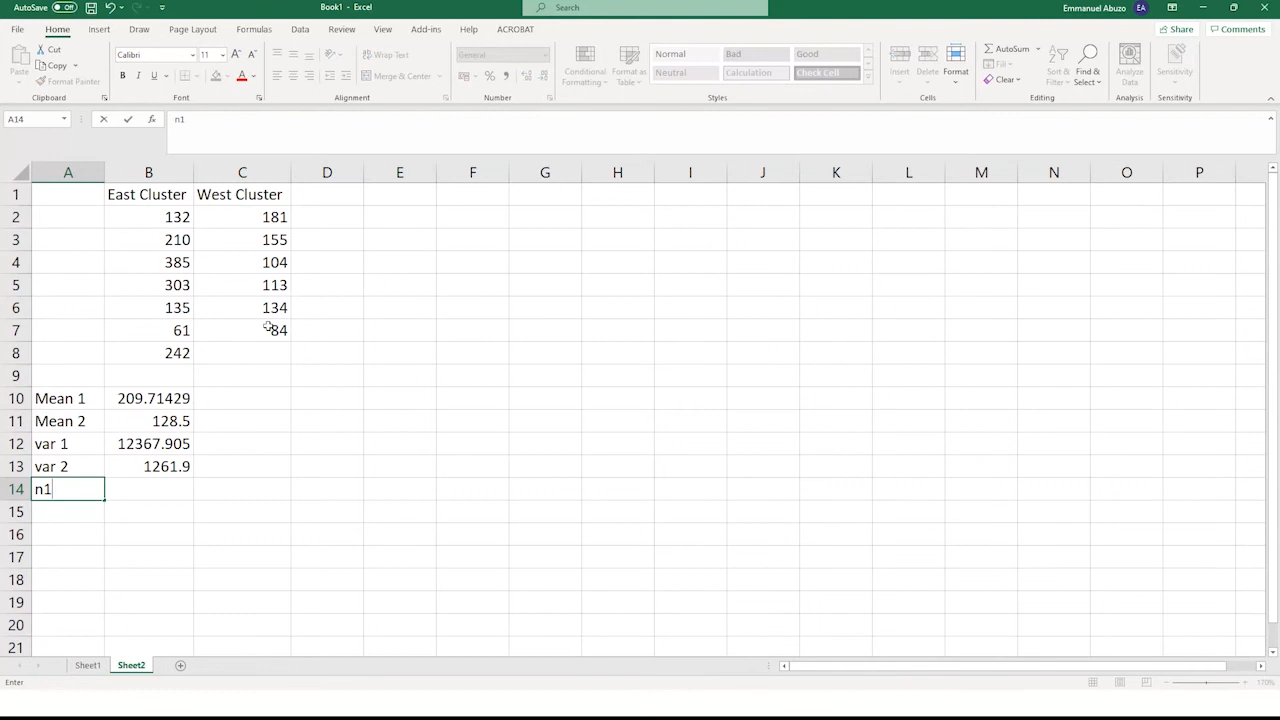 AutoSave Off Book1 - Excel Search Emmanuel Abuzo EA
File Home Insert Draw Page Layout Formulas Data Review View Add-ins Help ACROBAT Share Comments
Paste Cut Copy Format Painter
Calibri 11 B I U
Wrap Text Merge & Center
General
Conditional Formatting Format as Table
Normal Bad Good
Neutral Calculation Check Cell
Insert Delete Format
AutoSum Fill Clear
Sort & Filter Find & Select
Analyze Data Sensitivity
Clipboard Font Alignment Number Styles Cells Editing Analysis Sensitivity
A14 fx n1
A B C D E F G H I J K L M N O P
1 East Cluster West Cluster
2 132 181
3 210 155
4 385 104
5 303 113
6 135 134
7 61 84
8 242
9
10 Mean 1 209.71429
11 Mean 2 128.5
12 var 1 12367.905
13 var 2 1261.9
14 n1
15
16
17
18
19
20
21
Sheet1 Sheet2
Enter 170%